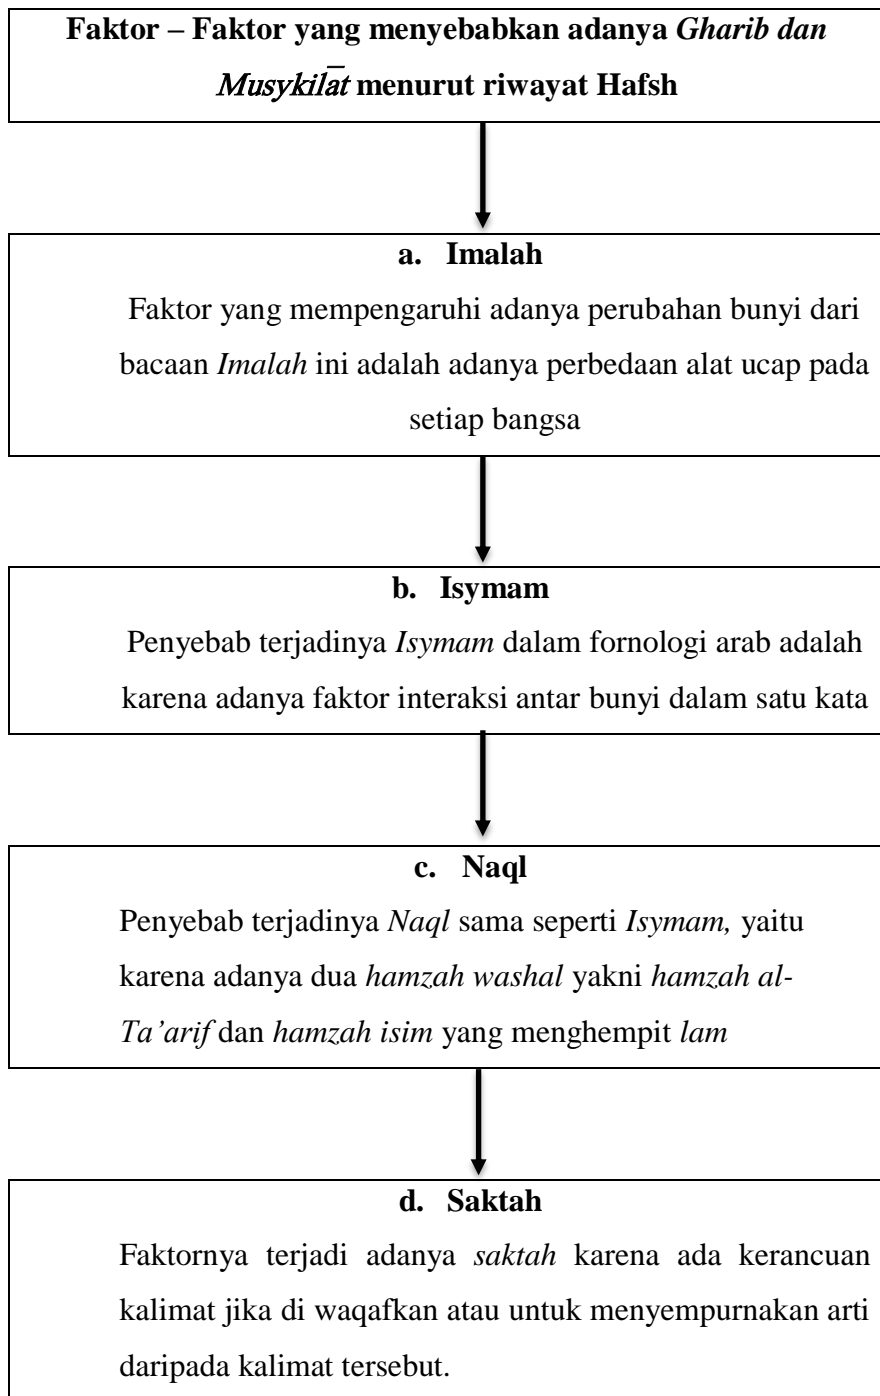 Faktor – Faktor yang menyebabkan adanya Gharib dan
Musykilāt menurut riwayat Hafsh
a. Imalah
Faktor yang mempengaruhi adanya perubahan bunyi dari
bacaan Imalah ini adalah adanya perbedaan alat ucap pada
setiap bangsa
b. Isymam
Penyebab terjadinya Isymam dalam fornologi arab adalah
karena adanya faktor interaksi antar bunyi dalam satu kata
c. Naql
Penyebab terjadinya Naql sama seperti Isymam, yaitu
karena adanya dua hamzah washal yakni hamzah al-
Ta’arif dan hamzah isim yang menghempit lam
d. Saktah
Faktornya terjadi adanya saktah karena ada kerancuan
kalimat jika di waqafkan atau untuk menyempurnakan arti
daripada kalimat tersebut.